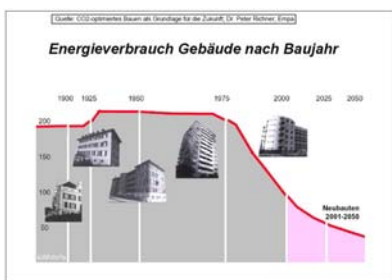 Quelle: CO2-optimiertes Bauen als Grundlage für die Zukunft; Dr. Peter Richner, Empa
Energieverbrauch Gebäude nach Baujahr
1900 1925 1950 1975 2000 2025 2050
200
150
100
50
Neubauten
2001-2050